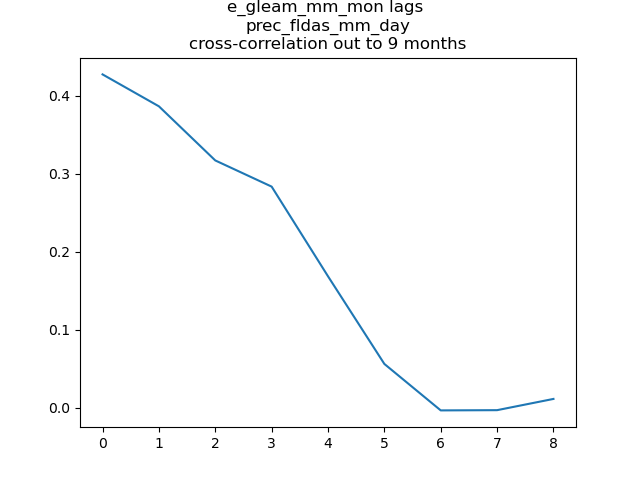 e_gleam_mm_mon lags
prec_fldas_mm_day
cross-correlation out to 9 months
0.4
0.3
0.2
0.1
0.0
0 1 2 3 4 5 6 7 8